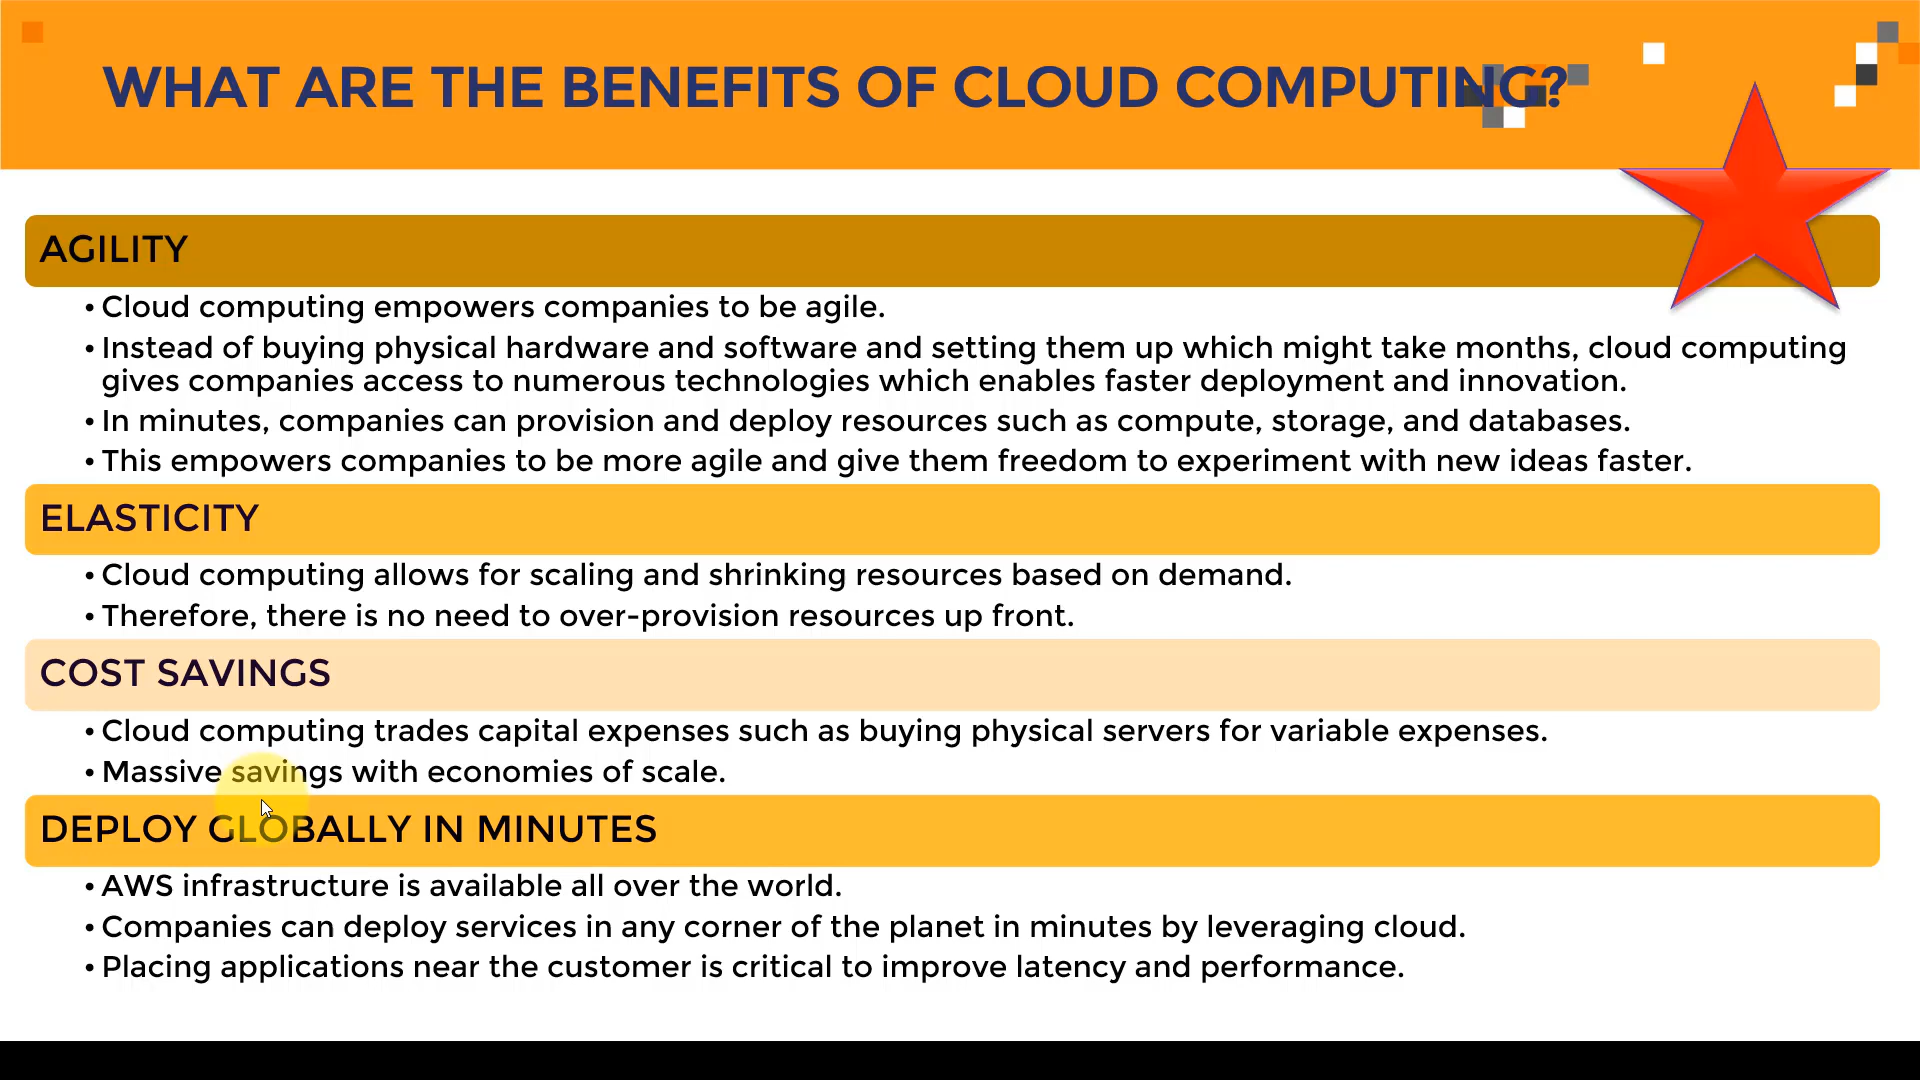 WHAT ARE THE BENEFITS OF CLOUD COMPUTING?
AGILITY
• Cloud computing empowers companies to be agile.
• Instead of buying physical hardware and software and setting them up which might take months, cloud computing
gives companies access to numerous technologies which enables faster deployment and innovation.
• In minutes, companies can provision and deploy resources such as compute, storage, and databases.
• This empowers companies to be more agile and give them freedom to experiment with new ideas faster.
ELASTICITY
• Cloud computing allows for scaling and shrinking resources based on demand.
• Therefore, there is no need to over-provision resources up front.
COST SAVINGS
• Cloud computing trades capital expenses such as buying physical servers for variable expenses.
• Massive savings with economies of scale.
DEPLOY GLOBALLY IN MINUTES
• AWS infrastructure is available all over the world.
• Companies can deploy services in any corner of the planet in minutes by leveraging cloud.
• Placing applications near the customer is critical to improve latency and performance.